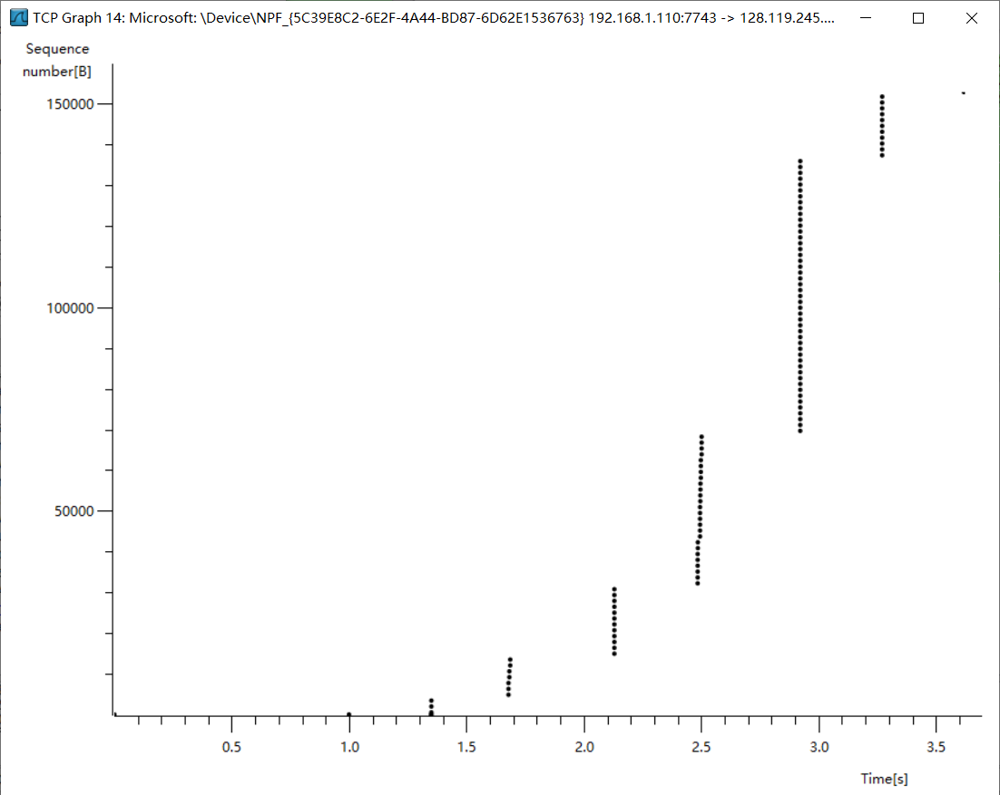 TCP Graph 14: Microsoft: \Device\NPF_{5C39E8C2-6E2F-4A44-BD87-6D62E1536763} 192.168.1.110:7743 -> 128.119.245....
Sequence
number[B]
150000
100000
50000
0.5 1.0 1.5 2.0 2.5 3.0 3.5
Time[s]